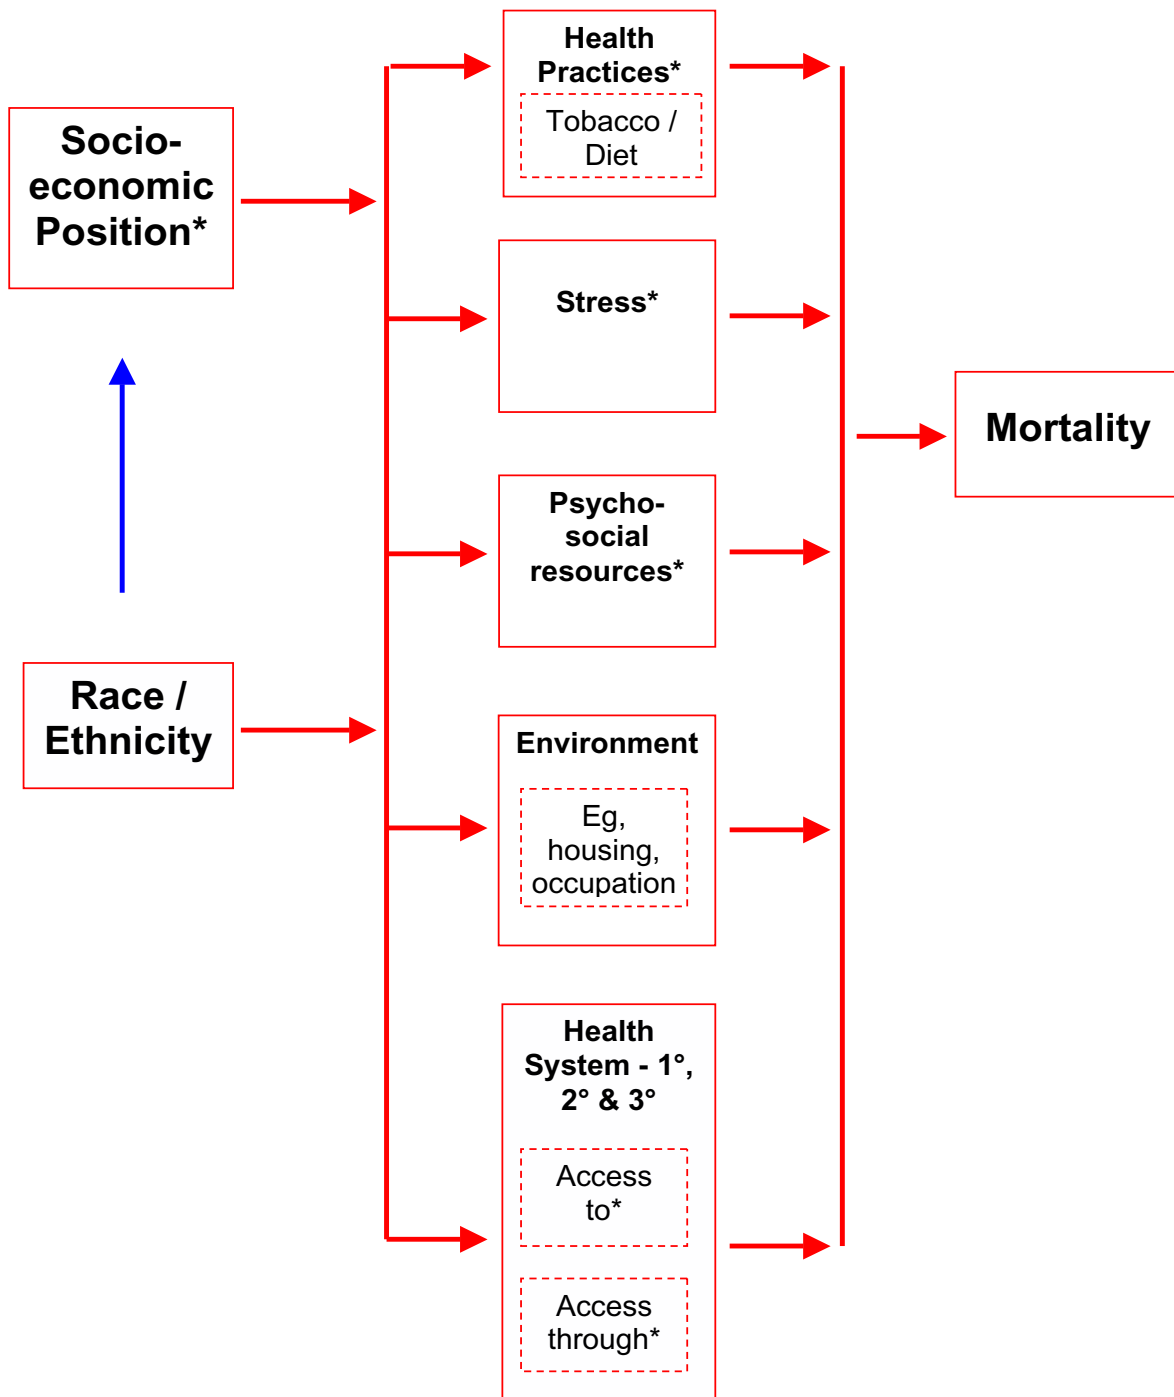 Health
Practices*
Tobacco /
Diet
Socio-
economic
Position*
Stress*
Mortality
Psycho-
social
resources*
Race /
Ethnicity
Environment
Eg,
housing,
occupation
Health
System - 1°,
2° & 3°
Access
to*
Access
through*